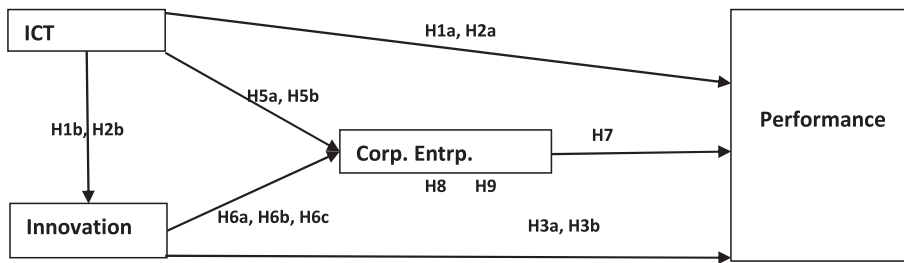 ICT
H1a, H2a
H5a, H5b
H1b, H2b
Performance
H7
Corp. Entrp.
H8 H9
Innovation
H6a, H6b, H6c
H3a, H3b